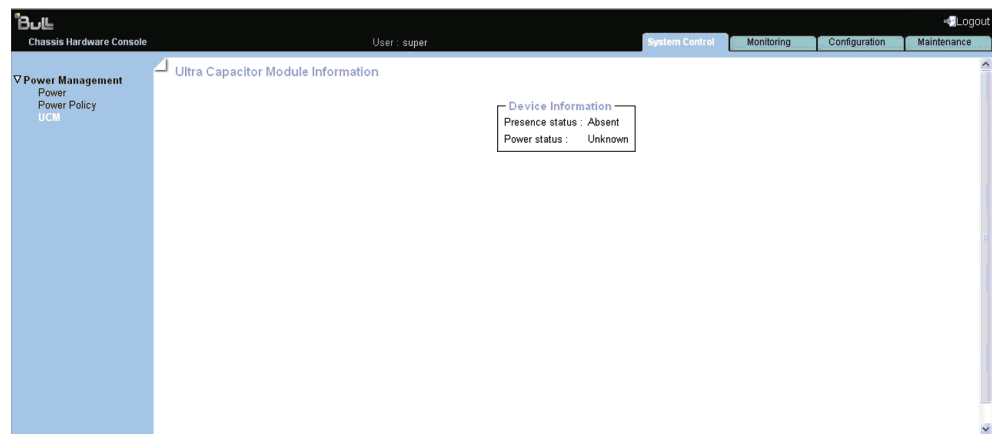 Bull
Logout
Chassis Hardware Console
User : super
System Control
Monitoring
Configuration
Maintenance
Power Management
Power
Power Policy
UCM
Ultra Capacitor Module Information
Device Information
Presence status : Absent
Power status : Unknown